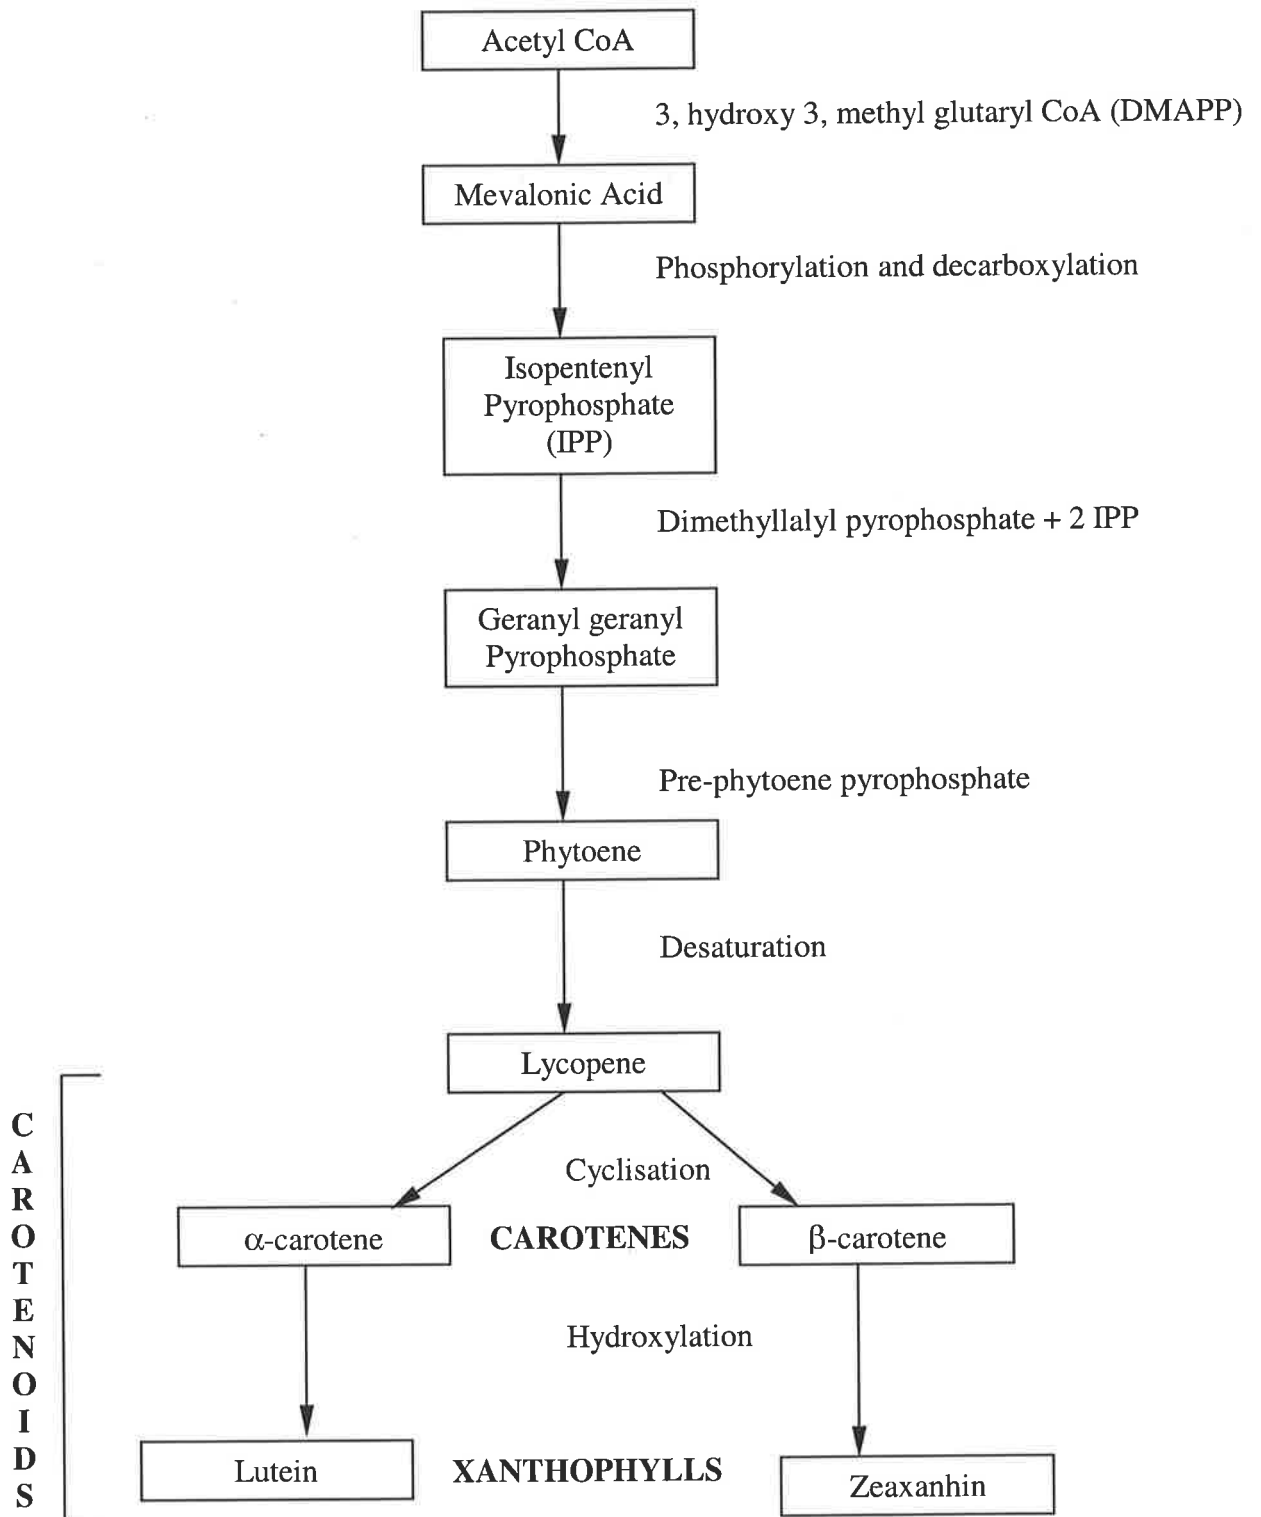 Acetyl CoA
3, hydroxy 3, methyl glutaryl CoA (DMAPP)
Mevalonic Acid
Phosphorylation and decarboxylation
Isopentenyl
Pyrophosphate
(IPP)
Dimethyllalyl pyrophosphate + 2 IPP
Geranyl geranyl
Pyrophosphate
Pre-phytoene pyrophosphate
Phytoene
Desaturation
Lycopene
CAROTENOIDS
Cyclisation
α-carotene
CAROTENES
β-carotene
Hydroxylation
Lutein
XANTHOPHYLLS
Zeaxanhin